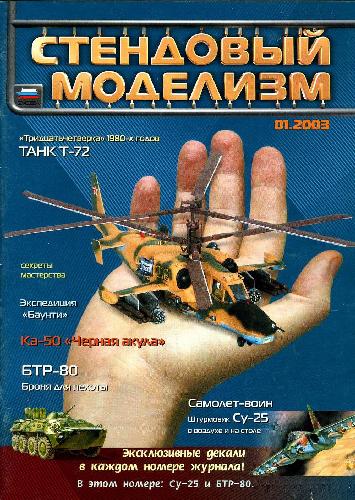 СТЕНДОВЫЙ
МОДЕЛИЗМ
01.2003
«Тридцатьчетверка» 1980-х годов
ТАНК Т-72
секреты
мастерства
Экспедиция
«Баунти»
Ка-50 «Черная акула»
БТР-80
Броня для пехоты
Самолет-воин
Штурмовик Су-25
в воздухе и на столе
Эксклюзивные декали
в каждом номере журнала!
В этом номере: Су-25 и БТР-80.